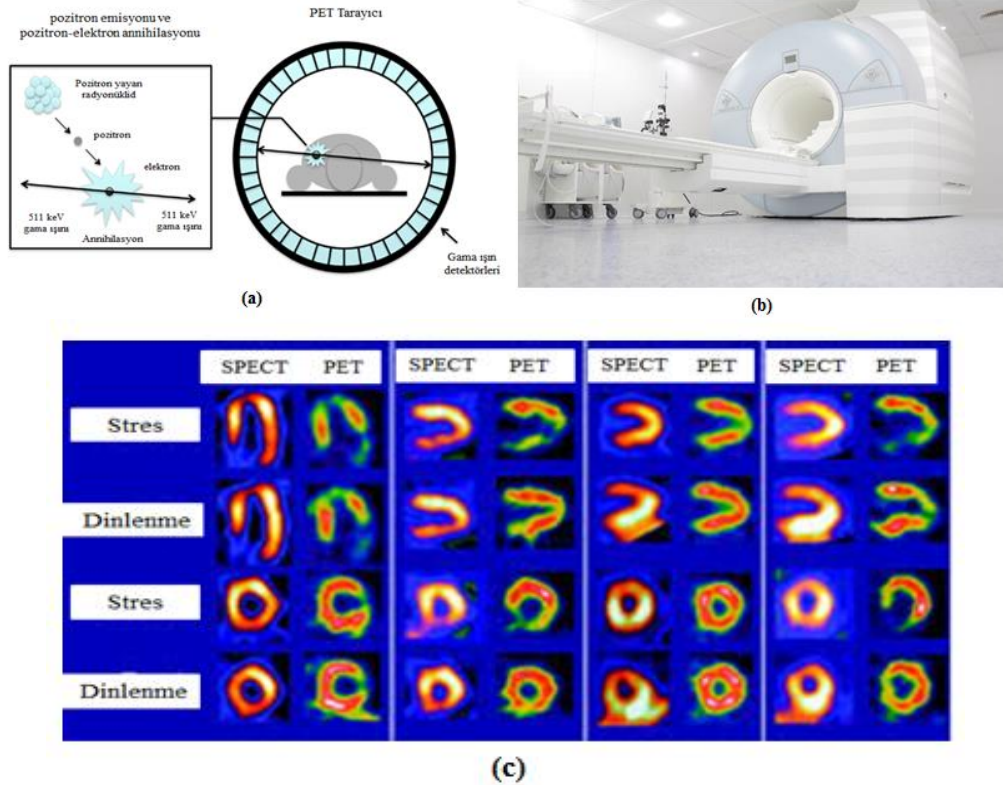 pozitron emisyonu ve
pozitron-elektron annihilasyonu
Pozitron yayan
radyonüklid
pozitron
elektron
511 keV
gama ışını
511 keV
gama ışını
Annihilasyon
PET Tarayıcı
Gama ışın
detektörleri
(a)
(b)
SPECT PET SPECT PET SPECT PET SPECT PET
Stres
Dinlenme
Stres
Dinlenme
(c)